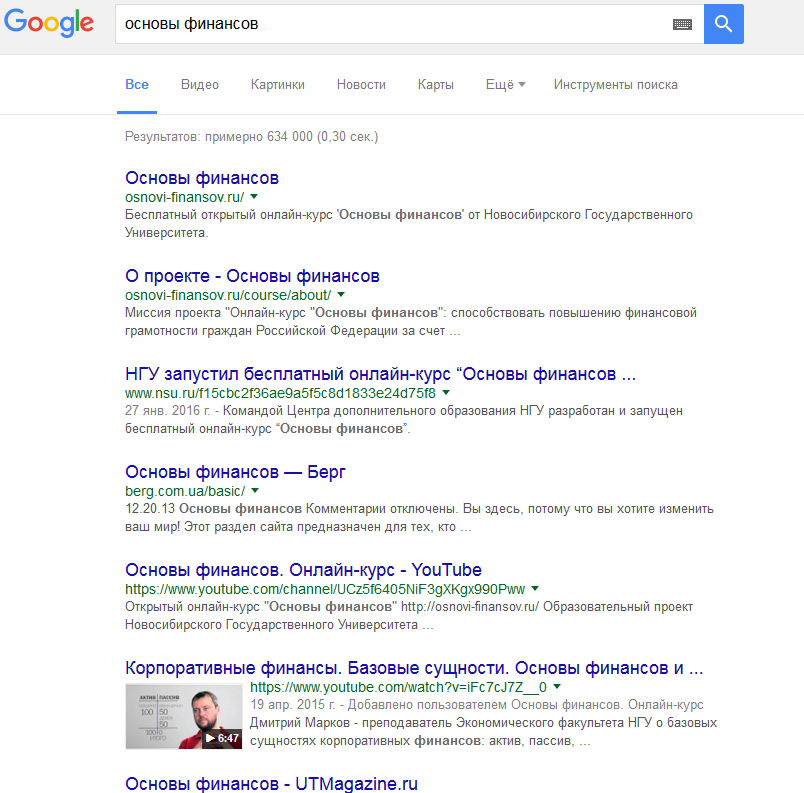 Google
основы финансов
Все Видео Картинки Новости Карты Ещё Инструменты поиска
Результатов: примерно 634 000 (0,30 сек.)
Основы финансов
osnovi-finansov.ru/
Бесплатный открытый онлайн-курс 'Основы финансов' от Новосибирского Государственного
Университета.
О проекте - Основы финансов
osnovi-finansov.ru/course/about/
Миссия проекта "Онлайн-курс "Основы финансов": способствовать повышению финансовой
грамотности граждан Российской Федерации за счет ...
НГУ запустил бесплатный онлайн-курс “Основы финансов ...
www.nsu.ru/f15cbc2f36ae9a5f5c8d1833e24d75f8
27 янв. 2016 г. - Командой Центра дополнительного образования НГУ разработан и запущен
бесплатный онлайн-курс “Основы финансов”.
Основы финансов — Берг
berg.com.ua/basic/
12.20.13 Основы финансов Комментарии отключены. Вы здесь, потому что вы хотите изменить
ваш мир! Этот раздел сайта предназначен для тех, кто ...
Основы финансов. Онлайн-курс - YouTube
https://www.youtube.com/channel/UCz5f6405NiF3gXKgx990Pww
Открытый онлайн-курс "Основы финансов" http://osnovi-finansov.ru/ Образовательный проект
Новосибирского Государственного Университета ...
Корпоративные финансы. Базовые сущности. Основы финансов и ...
https://www.youtube.com/watch?v=iFc7cJ7Z__0
19 апр. 2015 г. - Добавлено пользователем Основы финансов. Онлайн-курс
Дмитрий Марков - преподаватель Экономического факультета НГУ о базовых
сущностях корпоративных финансов: актив, пассив, ...
АКТИВ ПАССИВ
100 50
50
100
6:47
Основы финансов - UTMagazine.ru